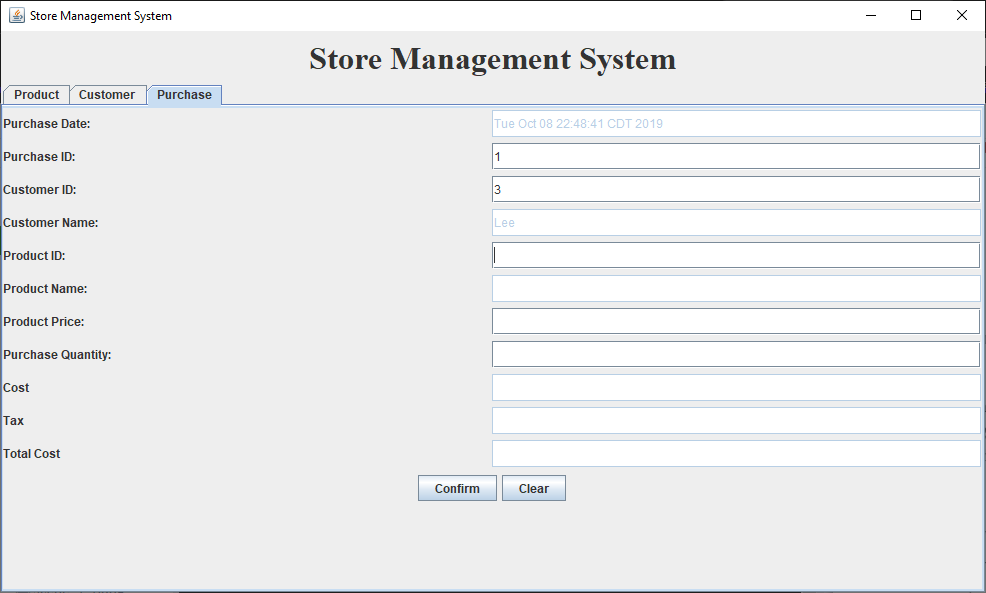 Store Management System
Store Management System
Product Customer Purchase
Purchase Date: Tue Oct 08 22:48:41 CDT 2019
Purchase ID: 1
Customer ID: 3
Customer Name: Lee
Product ID:
Product Name:
Product Price:
Purchase Quantity:
Cost
Tax
Total Cost
Confirm Clear